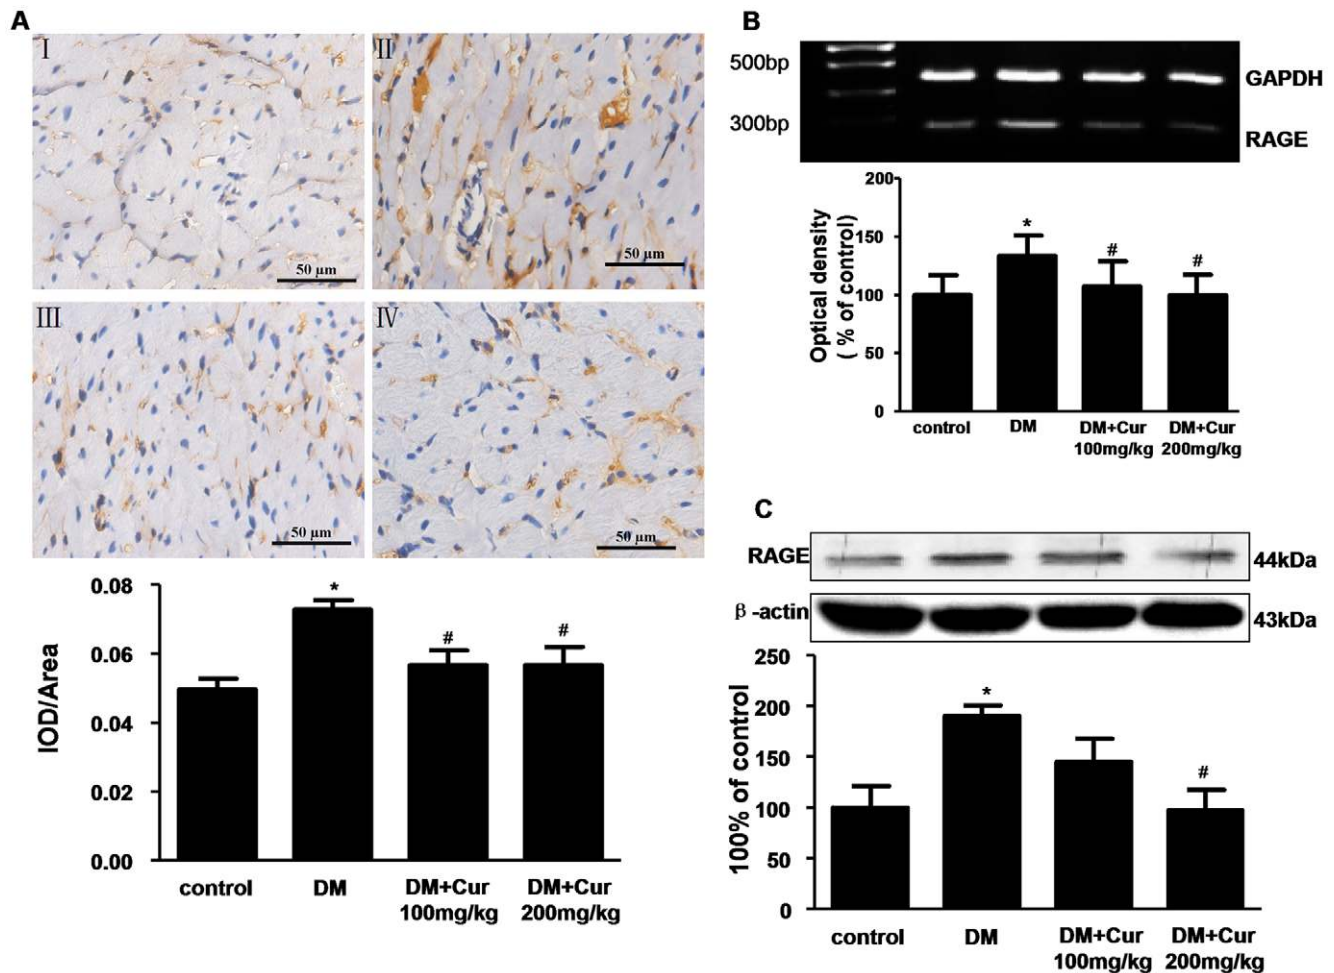 A
I
II
50 µm
50 µm
III
IV
50 µm
50 µm
0.08
0.06
0.04
0.02
0.00
IOD/Area
*
#
#
control
DM
DM+Cur
100mg/kg
DM+Cur
200mg/kg
B
500bp
300bp
GAPDH
RAGE
200
150
100
50
0
Optical density
( % of control)
*
#
#
control
DM
DM+Cur
100mg/kg
DM+Cur
200mg/kg
C
RAGE
44kDa
β -actin
43kDa
250
200
150
100
50
0
100% of control
*
#
control
DM
DM+Cur
100mg/kg
DM+Cur
200mg/kg